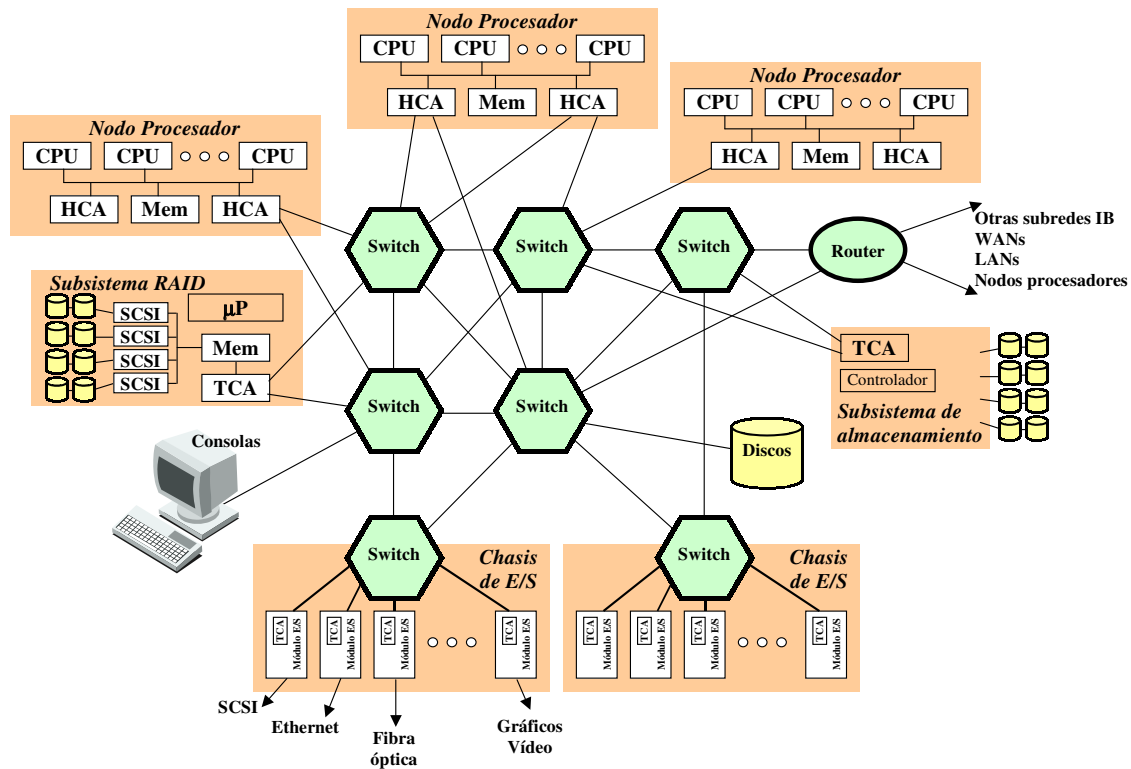 Nodo Procesador
CPU CPU CPU
HCA Mem HCA
Nodo Procesador
CPU CPU CPU
HCA Mem HCA
Nodo Procesador
CPU CPU CPU
HCA Mem HCA
Switch
Switch
Switch
Router
Otras subredes IB
WANs
LANs
Nodos procesadores
Subsistema RAID
SCSI
SCSI
SCSI
SCSI
µP
Mem
TCA
TCA
Controlador
Subsistema de
almacenamiento
Switch
Switch
Consolas
Discos
Switch
Chasis
de E/S
TCA Módulo E/S
TCA Módulo E/S
TCA Módulo E/S
TCA Módulo E/S
Switch
Chasis
de E/S
TCA Módulo E/S
TCA Módulo E/S
TCA Módulo E/S
TCA Módulo E/S
SCSI
Ethernet
Fibra
óptica
Gráficos
Vídeo